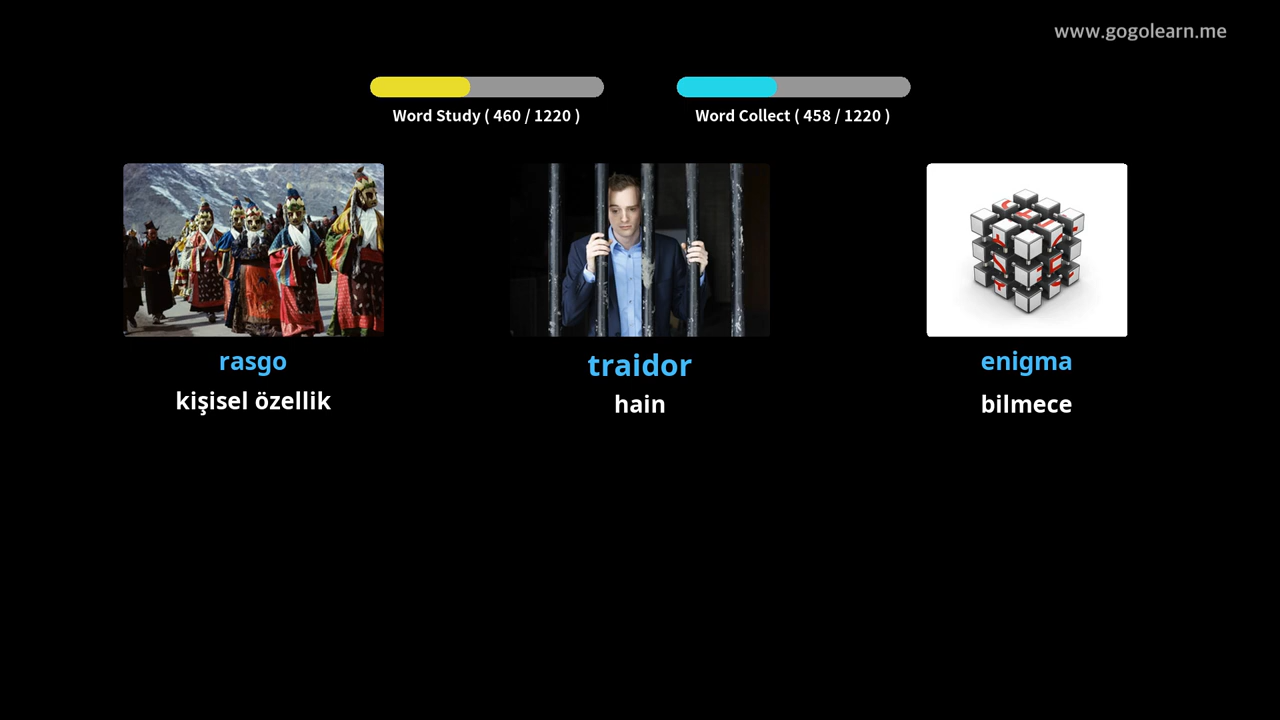 www.gogolearn.me
Word Study ( 460 / 1220 )
Word Collect ( 458 / 1220 )
rasgo
traidor
enigma
kişisel özellik
hain
bilmece